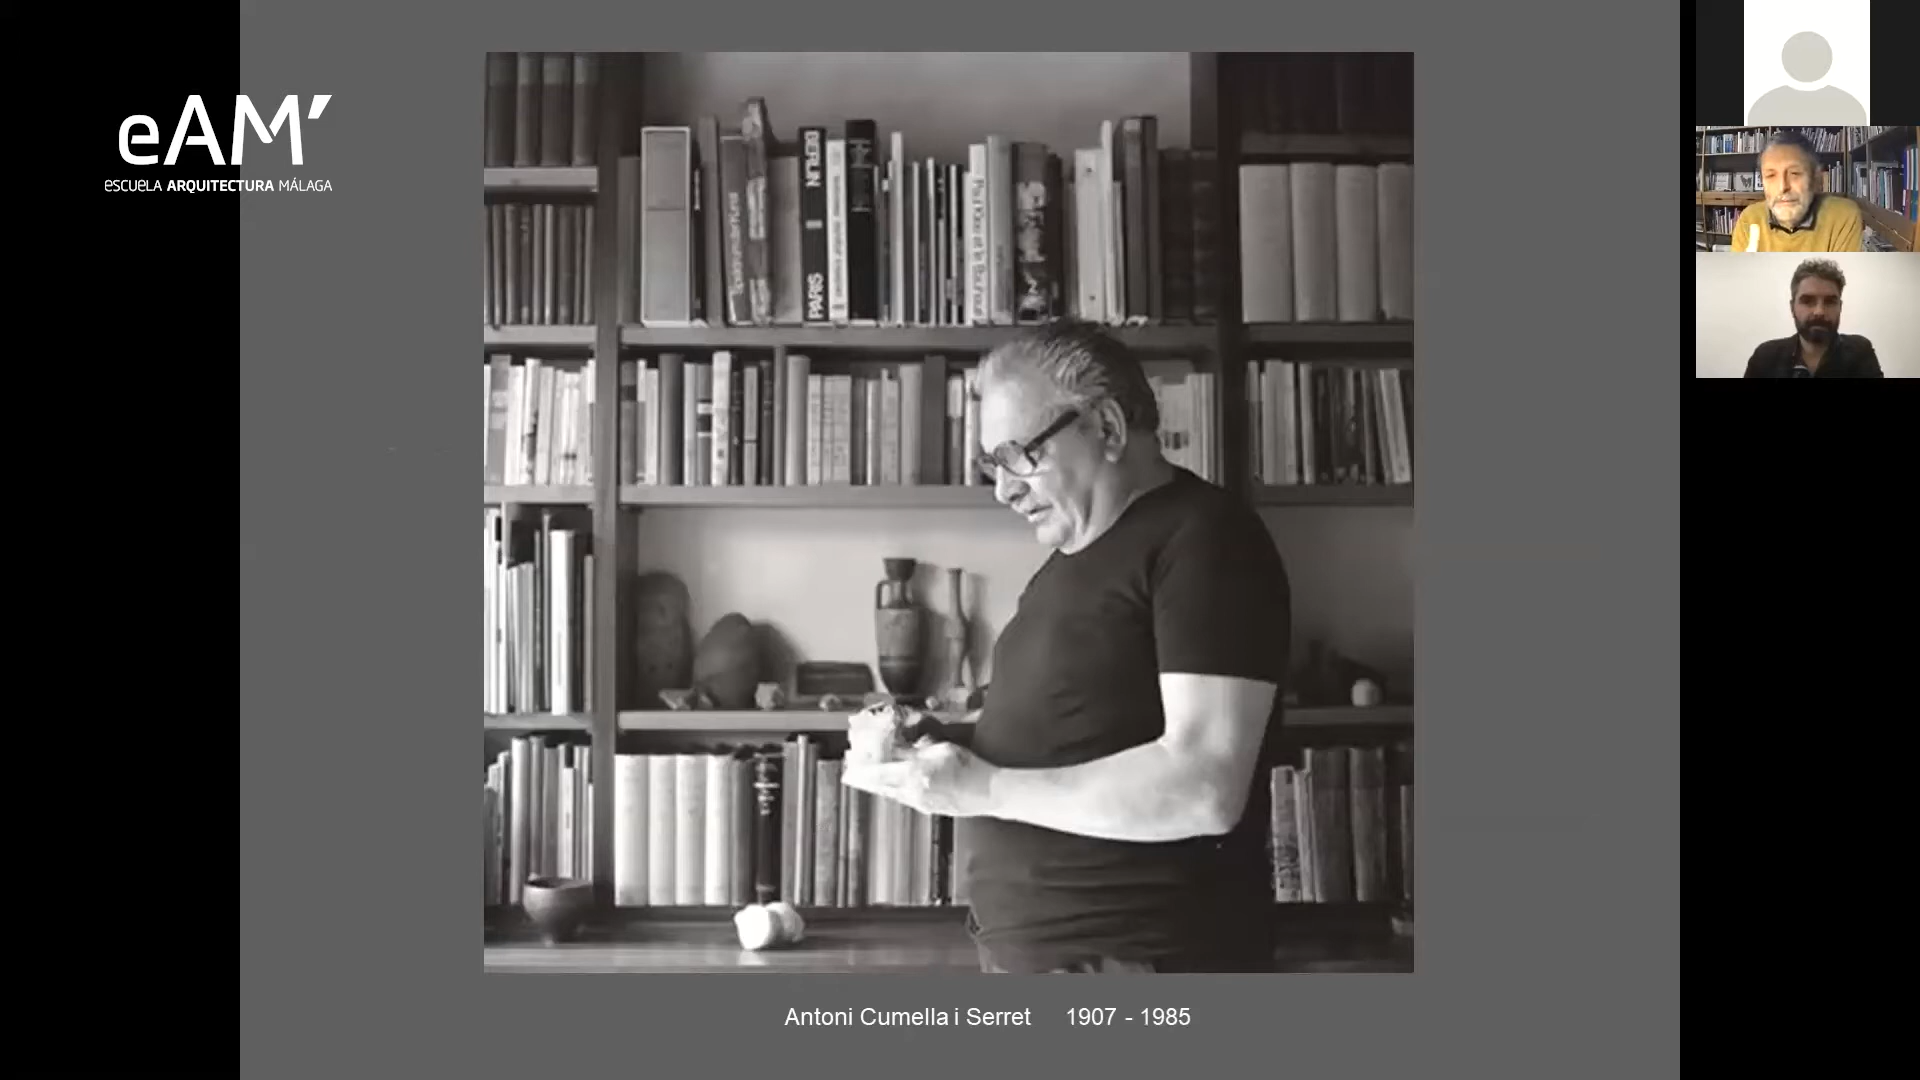 eAM'
escuela ARQUITECTURA MÁLAGA
BERLIN
PARIS
Antoni Cumella i Serret 1907 - 1985